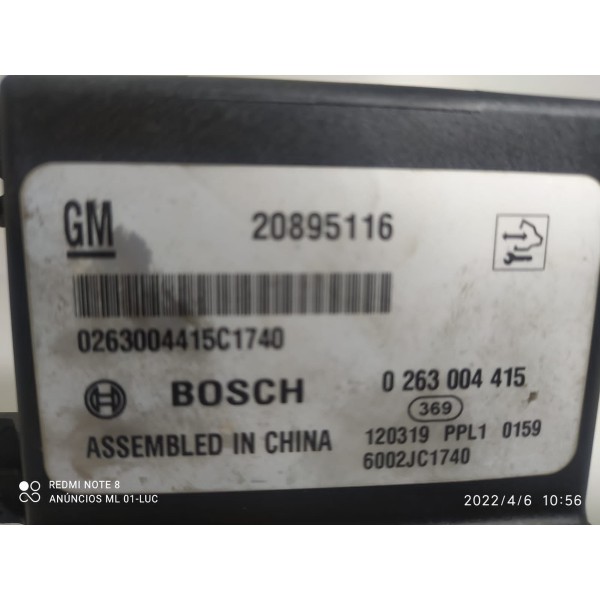 GM 20895116
0263004415C1740
BOSCH 0 263 004 415
369
ASSEMBLED IN CHINA 120319 PPL1 0159
6002JC1740
REDMI NOTE 8
ANÚNCIOS ML 01-LUC
2022/4/6 10:56